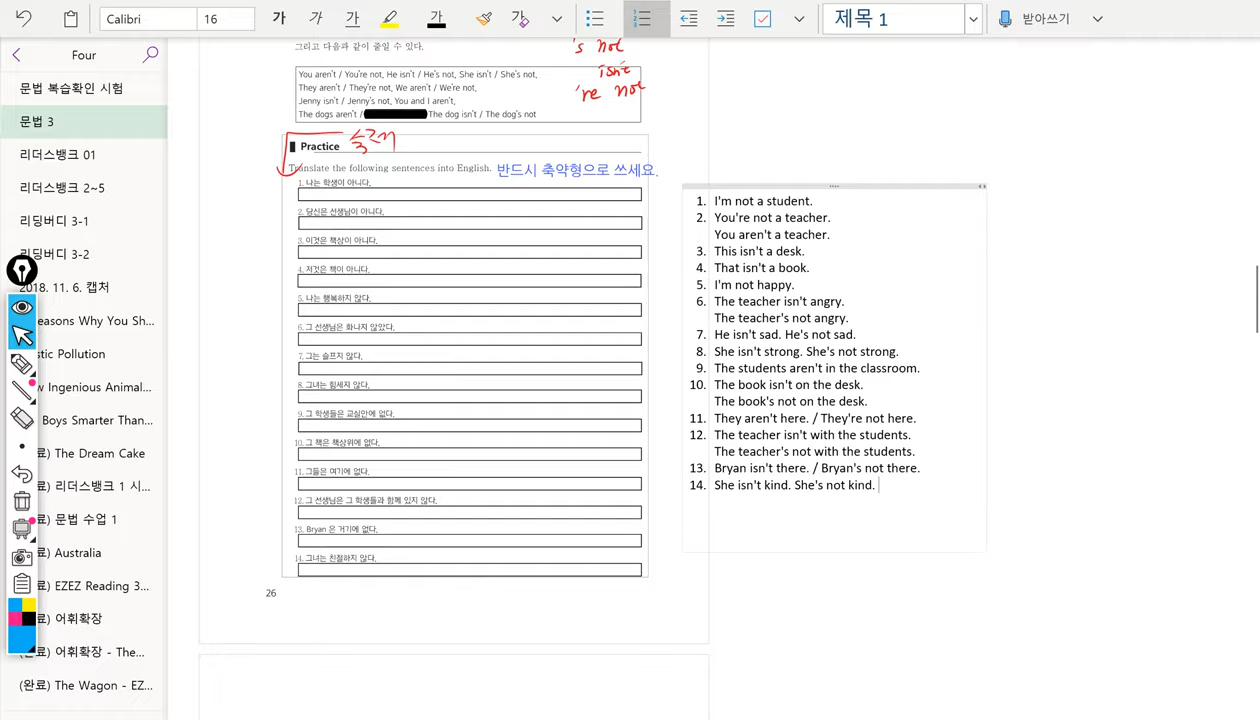 Calibri
16
가
가
가
가
제목 1
받아쓰기
Four
문법 복습확인 시험
문법 3
리더스뱅크 01
리더스뱅크 2~5
리딩버디 3-1
리딩버디 3-2
2018. 11. 6. 캡처
easons Why You Sh...
stic Pollution
w Ingenious Animal...
Boys Smarter Than...
료) The Dream Cake
료) 리더스뱅크 1 시...
료) 문법 수업 1
료) Australia
료) EZEZ Reading 3...
료) 어휘확장
(완료) 어휘확장 - The...
(완료) The Wagon - EZ...
그리고 다음과 같이 줄일 수 있다.
's not
isn't
're not
You aren't / You're not, He isn't / He's not, She isn't / She's not,
They aren't / They're not, We aren't / We're not,
Jenny isn't / Jenny's not, You and I aren't,
The dogs aren't / The dog isn't / The dog's not
Practice 숙제
Translate the following sentences into English. 반드시 축약형으로 쓰세요.
1. 나는 학생이 아니다.
2. 당신은 선생님이 아니다.
3. 이것은 책상이 아니다.
4. 저것은 책이 아니다.
5. 나는 행복하지 않다.
6. 그 선생님은 화나지 않았다.
7. 그는 슬프지 않다.
8. 그녀는 힘세지 않다.
9. 그 학생들은 교실안에 없다.
10. 그 책은 책상위에 없다.
11. 그들은 여기에 없다.
12. 그 선생님은 그 학생들과 함께 있지 않다.
13. Bryan 은 거기에 없다.
14. 그녀는 친절하지 않다.
26
1. I'm not a student.
2. You're not a teacher.
You aren't a teacher.
3. This isn't a desk.
4. That isn't a book.
5. I'm not happy.
6. The teacher isn't angry.
The teacher's not angry.
7. He isn't sad. He's not sad.
8. She isn't strong. She's not strong.
9. The students aren't in the classroom.
10. The book isn't on the desk.
The book's not on the desk.
11. They aren't here. / They're not here.
12. The teacher isn't with the students.
The teacher's not with the students.
13. Bryan isn't there. / Bryan's not there.
14. She isn't kind. She's not kind.